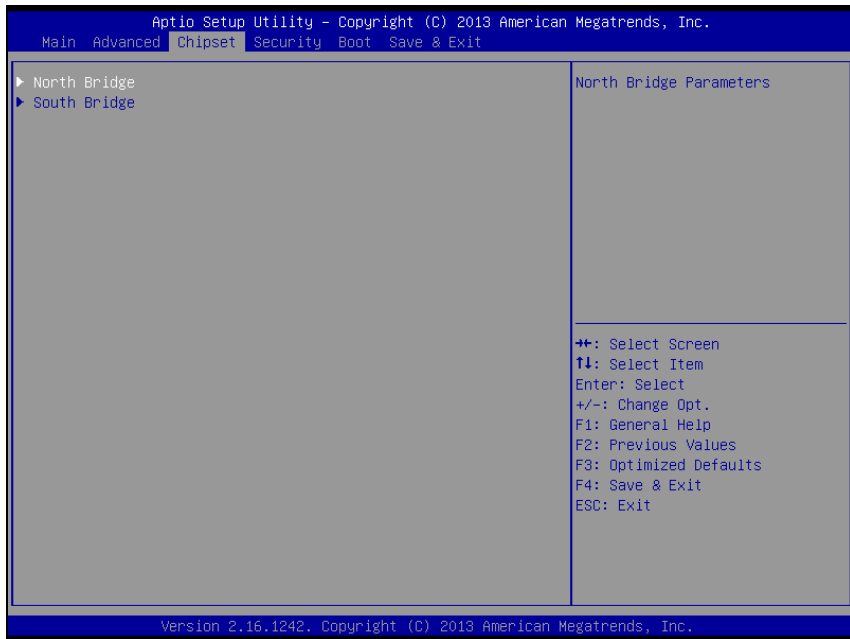 Aptio Setup Utility – Copyright (C) 2013 American Megatrends, Inc.
Main Advanced Chipset Security Boot Save & Exit
▶ North Bridge
▶ South Bridge
North Bridge Parameters
→←: Select Screen
↑↓: Select Item
Enter: Select
+/-: Change Opt.
F1: General Help
F2: Previous Values
F3: Optimized Defaults
F4: Save & Exit
ESC: Exit
Version 2.16.1242. Copyright (C) 2013 American Megatrends, Inc.